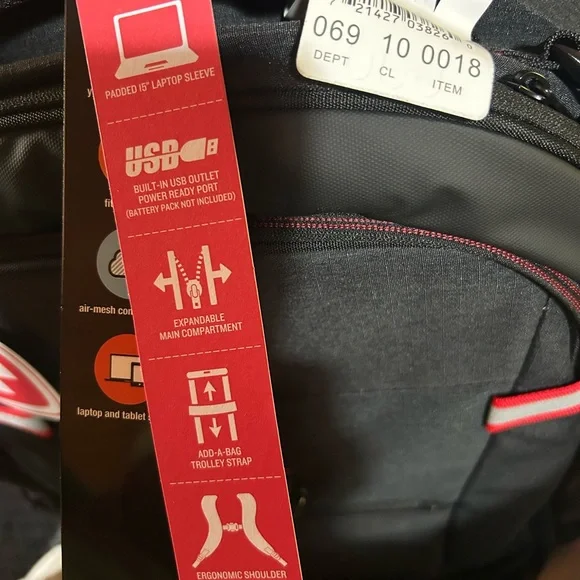 PADDED 15" LAPTOP SLEEVE
USB
BUILT-IN USB OUTLET
POWER READY PORT
(BATTERY PACK NOT INCLUDED)
EXPANDABLE
MAIN COMPARTMENT
ADD-A-BAG
TROLLEY STRAP
ERGONOMIC SHOULDER
069 10 0018
DEPT CL ITEM
fit
air-mesh con
laptop and tablet